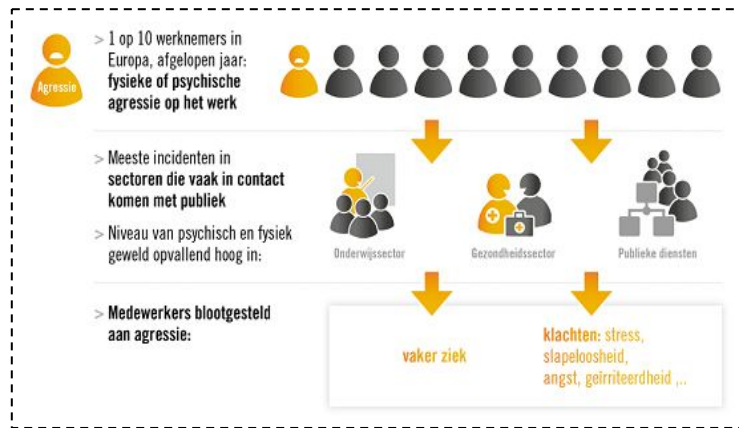 Agressie
> 1 op 10 werknemers in
Europa, afgelopen jaar:
fysieke of psychische
agressie op het werk
> Meeste incidenten in
sectoren die vaak in contact
komen met publiek
> Niveau van psychisch en fysiek
geweld opvallend hoog in:
Onderwijssector
Gezondheidssector
Publieke diensten
> Medewerkers blootgesteld
aan agressie:
vaker ziek
klachten: stress,
slapeloosheid,
angst, geïrriteerdheid ,..